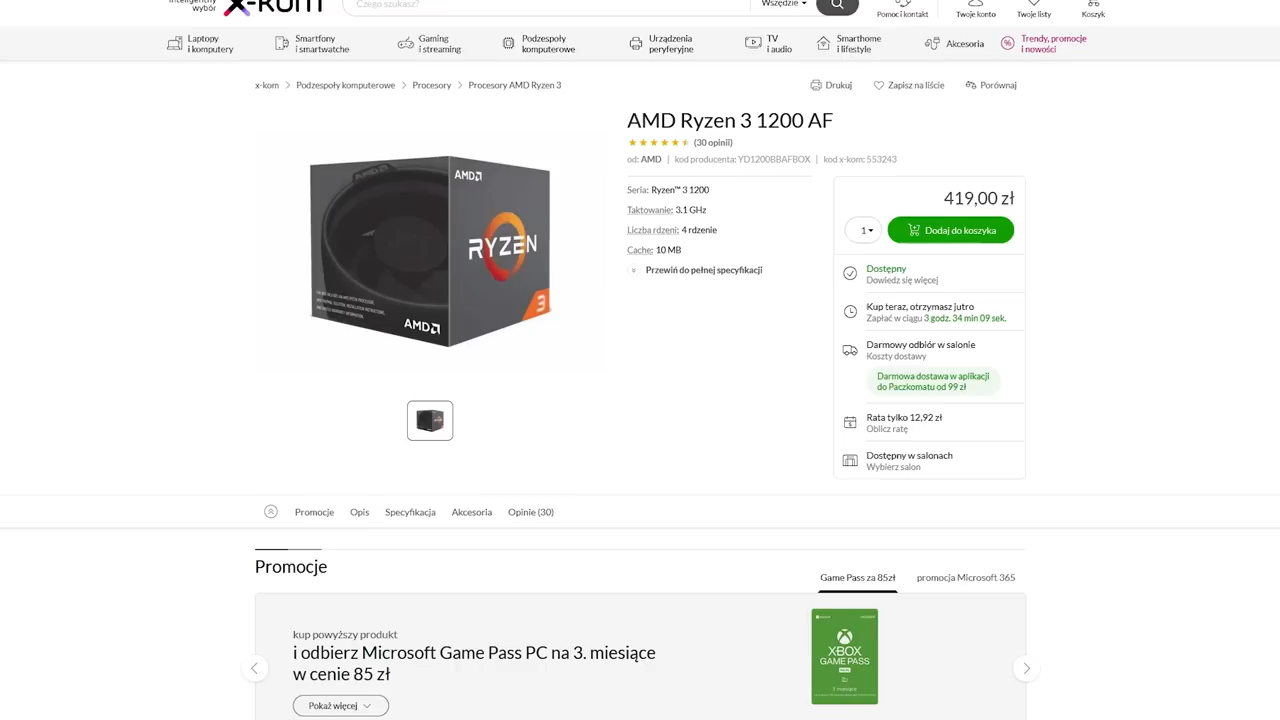 inteligentny
wybór
x-kom
Czego szukasz?
Wszędzie
Pomoc i kontakt
Twoje konto
Twoje listy
Koszyk
Laptopy
i komputery
Smartfony
i smartwatche
Gaming
i streaming
Podzespoły
komputerowe
Urządzenia
peryferyjne
TV
i audio
Smarthome
i lifestyle
Akcesoria
Trendy, promocje
i nowości
x-kom
Podzespoły komputerowe
Procesory
Procesory AMD Ryzen 3
Drukuj
Zapisz na liście
Porównaj
AMD Ryzen 3 1200 AF
(30 opinii)
od: AMD | kod producenta: YD1200BBAFBOX | kod x-kom: 553243
Seria: Ryzen™ 3 1200
Taktowanie: 3.1 GHz
Liczba rdzeni: 4 rdzenie
Cache: 10 MB
Przewiń do pełnej specyfikacji
AMD
RYZEN
3
AMD
419,00 zł
1
Dodaj do koszyka
Dostępny
Dowiedz się więcej
Kup teraz, otrzymasz jutro
Zapłać w ciągu 3 godz. 34 min 09 sek.
Darmowy odbiór w salonie
Koszty dostawy
Darmowa dostawa w aplikacji
do Paczkomatu od 99 zł
Rata tylko 12,92 zł
Oblicz ratę
Dostępny w salonach
Wybierz salon
Promocje
Opis
Specyfikacja
Akcesoria
Opinie (30)
Promocje
Game Pass za 85zł
promocja Microsoft 365
kup powyższy produkt
i odbierz Microsoft Game Pass PC na 3. miesiące
w cenie 85 zł
Pokaż więcej
XBOX
GAME PASS